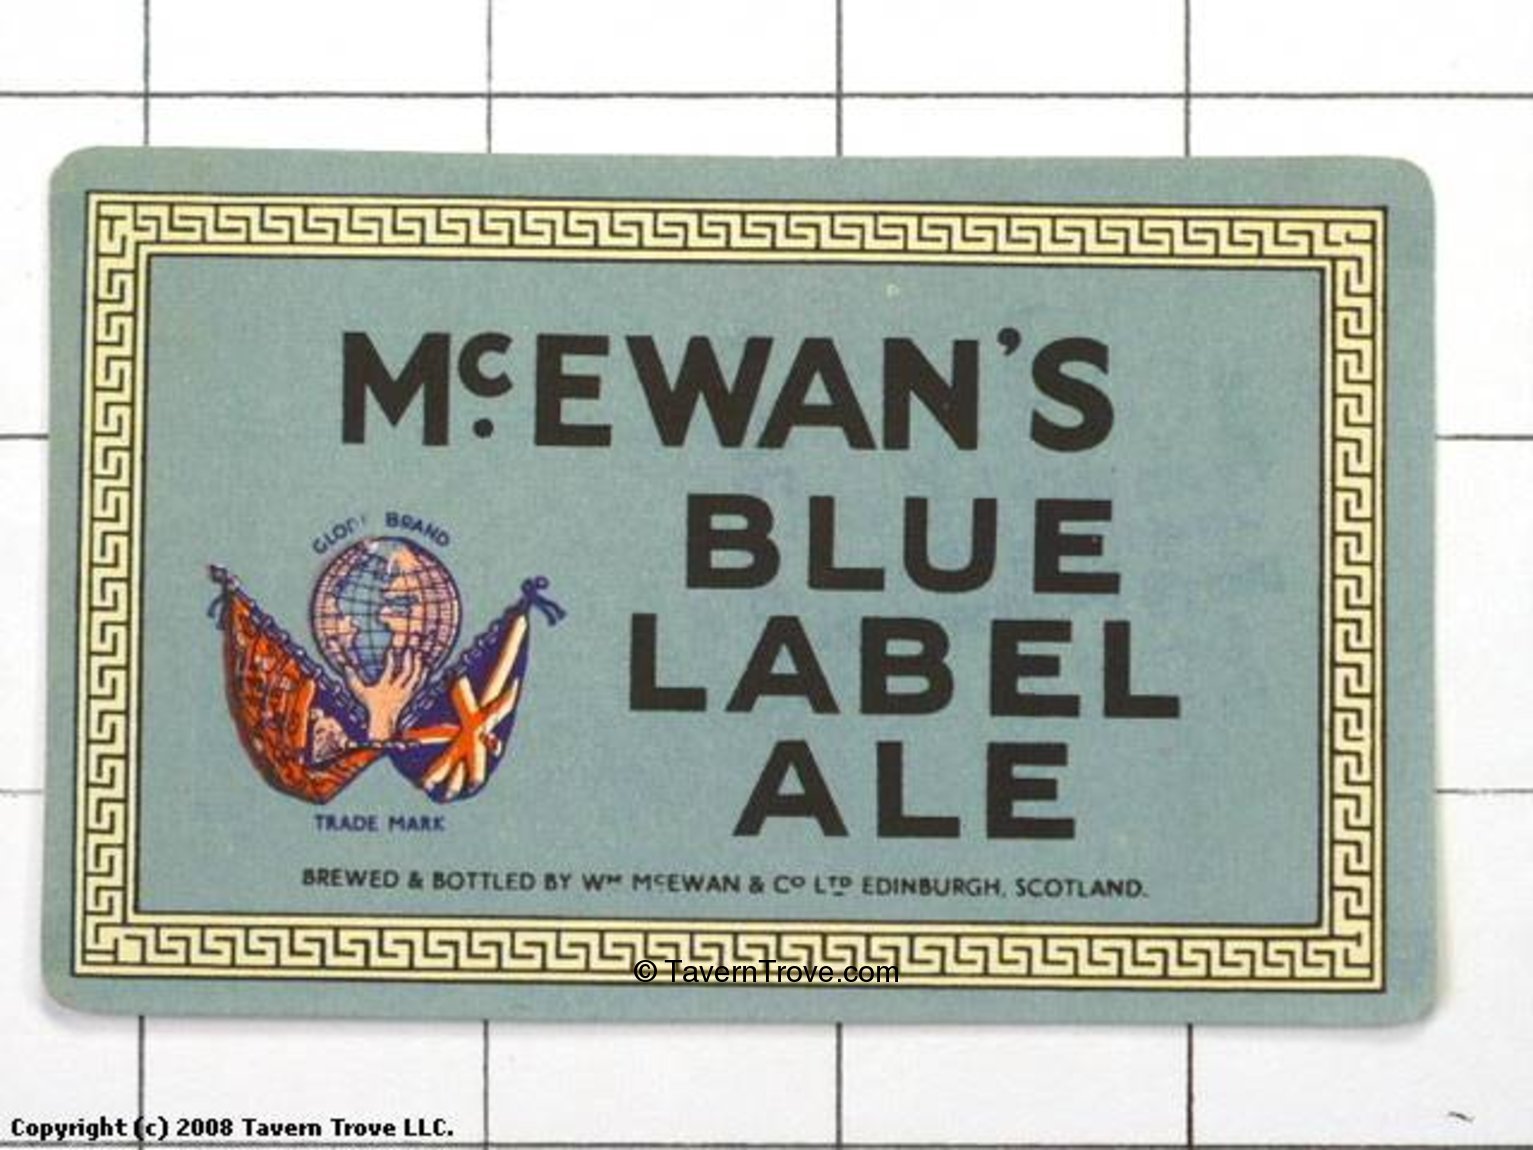 McEWAN'S
BLUE
LABEL
ALE
GLOBE BRAND
TRADE MARK
BREWED & BOTTLED BY Wᴹ McEWAN & Cº Lᵀᴰ EDINBURGH, SCOTLAND.
© TavernTrove.com
Copyright (c) 2008 Tavern Trove LLC.